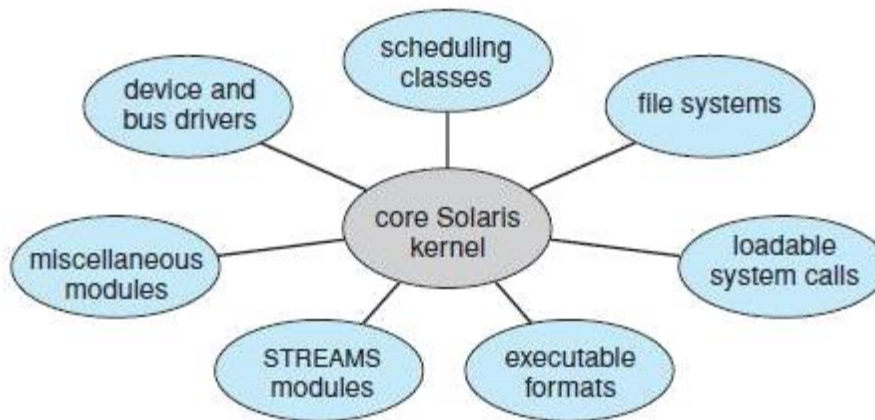 scheduling
classes
device and
bus drivers
file systems
core Solaris
kernel
miscellaneous
modules
loadable
system calls
STREAMS
modules
executable
formats